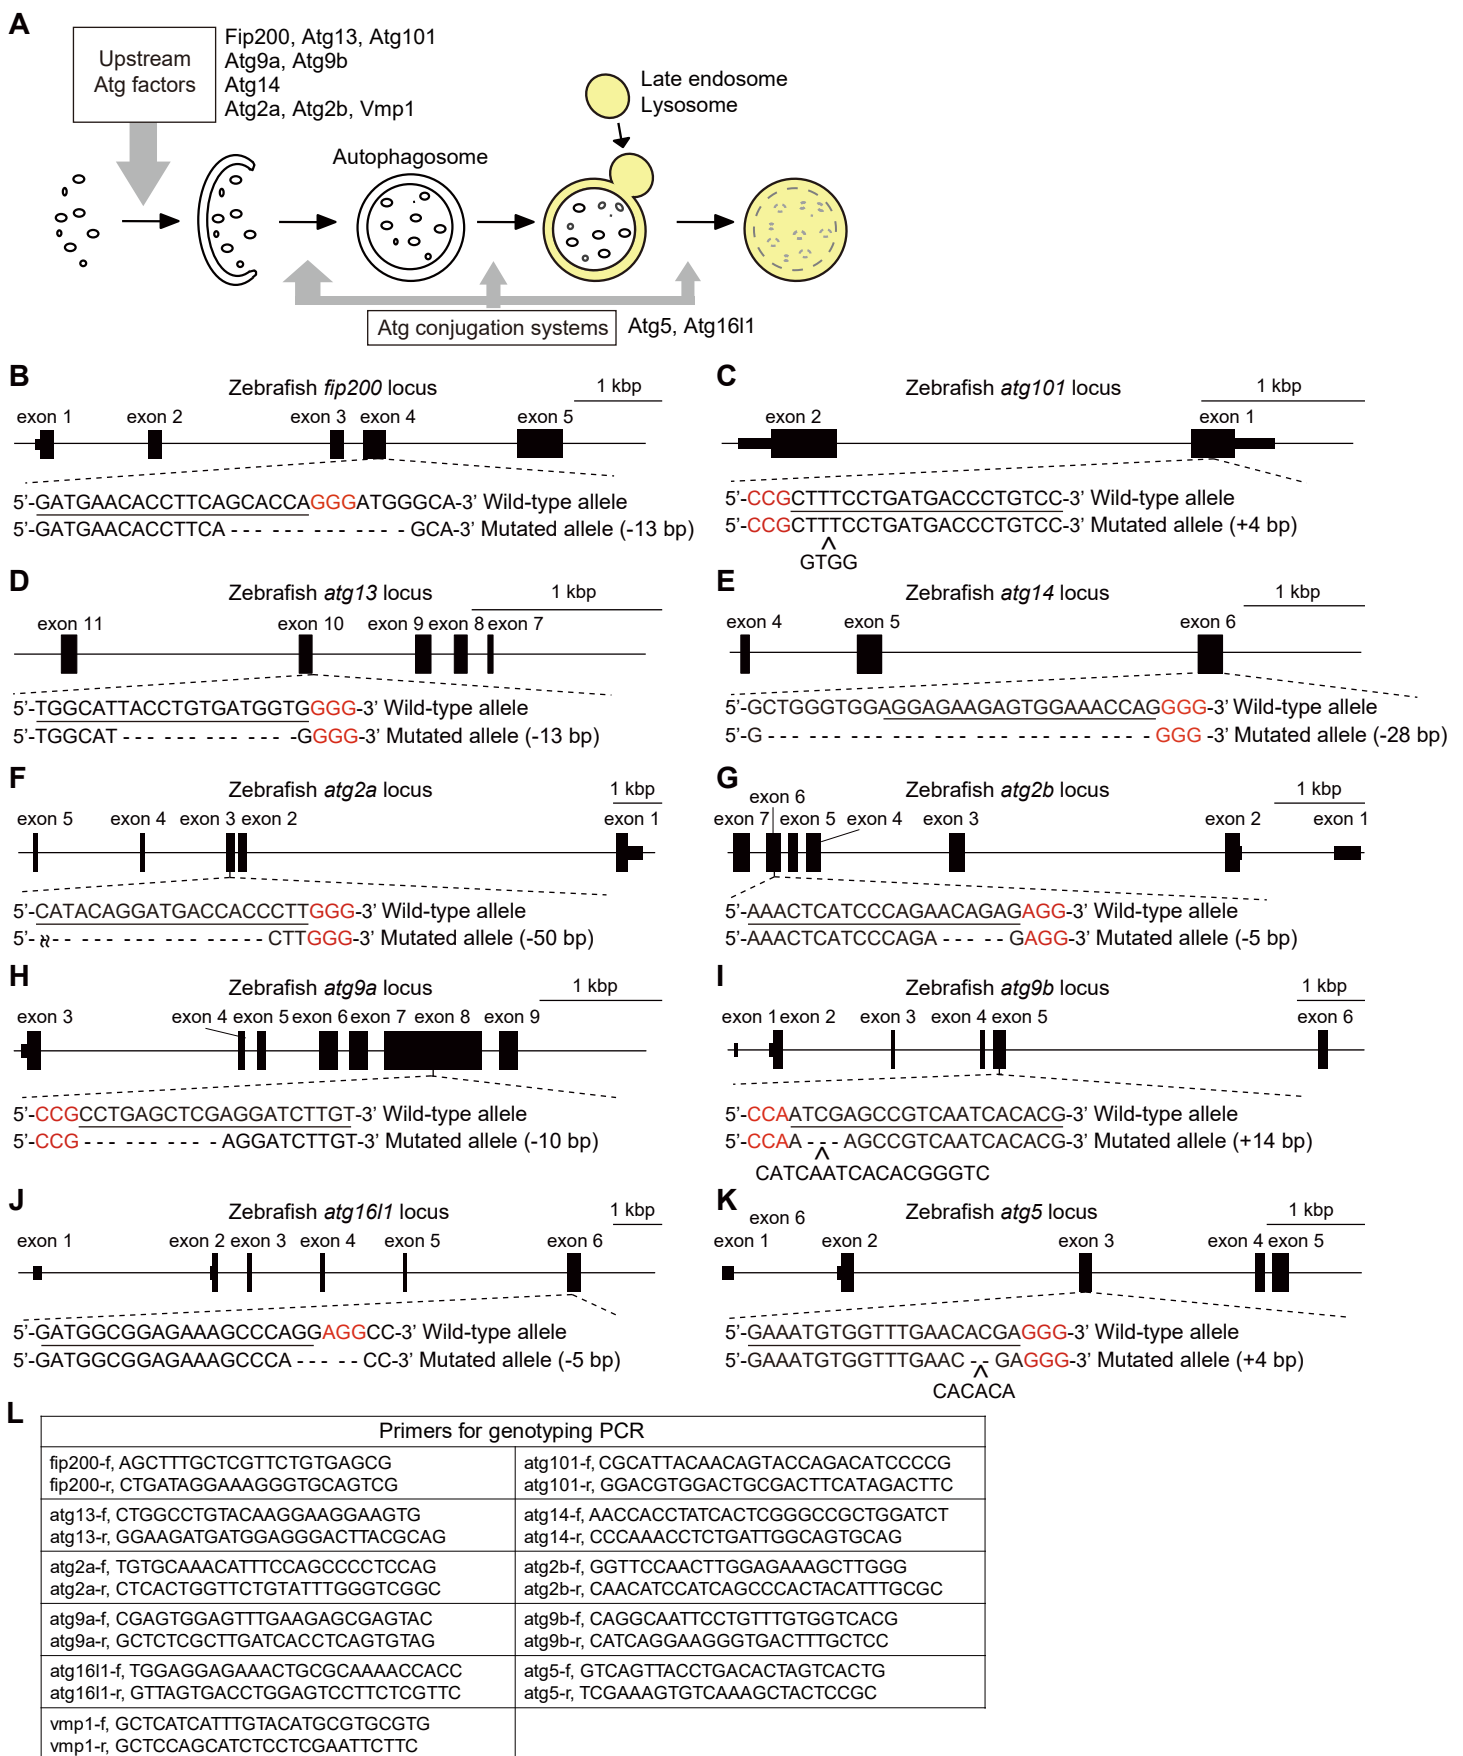 A
Upstream
Atg factors
Fip200, Atg13, Atg101
Atg9a, Atg9b
Atg14
Atg2a, Atg2b, Vmp1
Late endosome
Lysosome
Autophagosome
Atg conjugation systems
Atg5, Atg16l1
B
Zebrafish fip200 locus
1 kbp
exon 1 exon 2 exon 3 exon 4 exon 5
5'-GATGAACACCTTCAGCACCAGGGATGGGCA-3' Wild-type allele
5'-GATGAACACCTTCA - - - - - - - - - - - - - GCA-3' Mutated allele (-13 bp)
C
Zebrafish atg101 locus
1 kbp
exon 2 exon 1
5'-CCGCTTTCCTGATGACCCTGTCC-3' Wild-type allele
5'-CCGCTTTCCTGATGACCCTGTCC-3' Mutated allele (+4 bp)
^
GTGG
D
Zebrafish atg13 locus
1 kbp
exon 11 exon 10 exon 9 exon 8 exon 7
5'-TGGCATTACCTGTGATGGTGGGG-3' Wild-type allele
5'-TGGCAT - - - - - - - - - - - - -GGGG-3' Mutated allele (-13 bp)
E
Zebrafish atg14 locus
1 kbp
exon 4 exon 5 exon 6
5'-GCTGGGTGGAGGAGAAGAGTGGAAACCAGGGG-3' Wild-type allele
5'-G- - - - - - - - - - - - - - - - - - - - - - - - - - - - GGG -3' Mutated allele (-28 bp)
F
Zebrafish atg2a locus
1 kbp
exon 5 exon 4 exon 3 exon 2 exon 1
5'-CATACAGGATGACCACCCTTGGG-3' Wild-type allele
5'- - - - - - - - - - - - - - - - - CTTGGG-3' Mutated allele (-50 bp)
G
Zebrafish atg2b locus
1 kbp
exon 6
exon 7 exon 5 exon 4 exon 3 exon 2 exon 1
5'-AAACTCATCCCAGAACAGAGAGG-3' Wild-type allele
5'-AAACTCATCCCAGA - - - - - GAGG-3' Mutated allele (-5 bp)
H
Zebrafish atg9a locus
1 kbp
exon 3 exon 4 exon 5 exon 6 exon 7 exon 8 exon 9
5'-CCGCCTGAGCTCGAGGATCTTGT-3' Wild-type allele
5'-CCG - - - - - - - - - - AGGATCTTGT-3' Mutated allele (-10 bp)
I
Zebrafish atg9b locus
1 kbp
exon 1 exon 2 exon 3 exon 4 exon 5 exon 6
5'-CCAATCGAGCCGTCAATCACACG-3' Wild-type allele
5'-CCAA - - - AGCCGTCAATCACACG-3' Mutated allele (+14 bp)
^
CATCAATCACACGGGTC
J
Zebrafish atg16l1 locus
1 kbp
exon 1 exon 2 exon 3 exon 4 exon 5 exon 6
5'-GATGGCGGAGAAAGCCCAGGAGGCC-3' Wild-type allele
5'-GATGGCGGAGAAAGCCCA - - - - - CC-3' Mutated allele (-5 bp)
K
Zebrafish atg5 locus
1 kbp
exon 6
exon 1 exon 2 exon 3 exon 4 exon 5
5'-GAAATGTGGTTTGAACACGAGGG-3' Wild-type allele
5'-GAAATGTGGTTTGAAC - - GAGGG-3' Mutated allele (+4 bp)
^
CACACA
L
Primers for genotyping PCR
fip200-f, AGCTTTGCTCGTTCTGTGAGCG
fip200-r, CTGATAGGAAAGGGTGCAGTCG
atg101-f, CGCATTACAACAGTACCAGACATCCCCG
atg101-r, GGACGTGGACTGCGACTTCATAGACTTC
atg13-f, CTGGCCTGTACAAGGAAGGAAGTG
atg13-r, GGAAGATGATGGAGGGACTTACGCAG
atg14-f, AACCACCTATCACTCGGGCCGCTGGATCT
atg14-r, CCCAAACCTCTGATTGGCAGTGCAG
atg2a-f, TGTGCAAACATTTCCAGCCCCTCCAG
atg2a-r, CTCACTGGTTCTGTATTTGGGTCGGC
atg2b-f, GGTTCCAACTTGGAGAAAGCTTGGG
atg2b-r, CAACATCCATCAGCCCACTACATTTGCGC
atg9a-f, CGAGTGGAGTTTGAAGAGCGAGTAC
atg9a-r, GCTCTCGCTTGATCACCTCAGTGTAG
atg9b-f, CAGGCAATTCCTGTTTGTGGTCACG
atg9b-r, CATCAGGAAGGGTGACTTTGCTCC
atg16l1-f, TGGAGGAGAAACTGCGCAAAACCACC
atg16l1-r, GTTAGTGACCTGGAGTCCTTCTCGTTC
atg5-f, GTCAGTTACCTGACACTAGTCACTG
atg5-r, TCGAAAGTGTCAAAGCTACTCCGC
vmp1-f, GCTCATCATTTGTACATGCGTGCGTG
vmp1-r, GCTCCAGCATCTCCTCGAATTCTTC